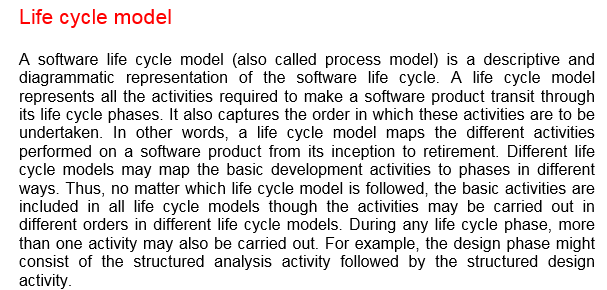 Life cycle model
A software life cycle model (also called process model) is a descriptive and
diagrammatic representation of the software life cycle. A life cycle model
represents all the activities required to make a software product transit through
its life cycle phases. It also captures the order in which these activities are to be
undertaken. In other words, a life cycle model maps the different activities
performed on a software product from its inception to retirement. Different life
cycle models may map the basic development activities to phases in different
ways. Thus, no matter which life cycle model is followed, the basic activities are
included in all life cycle models though the activities may be carried out in
different orders in different life cycle models. During any life cycle phase, more
than one activity may also be carried out. For example, the design phase might
consist of the structured analysis activity followed by the structured design
activity.